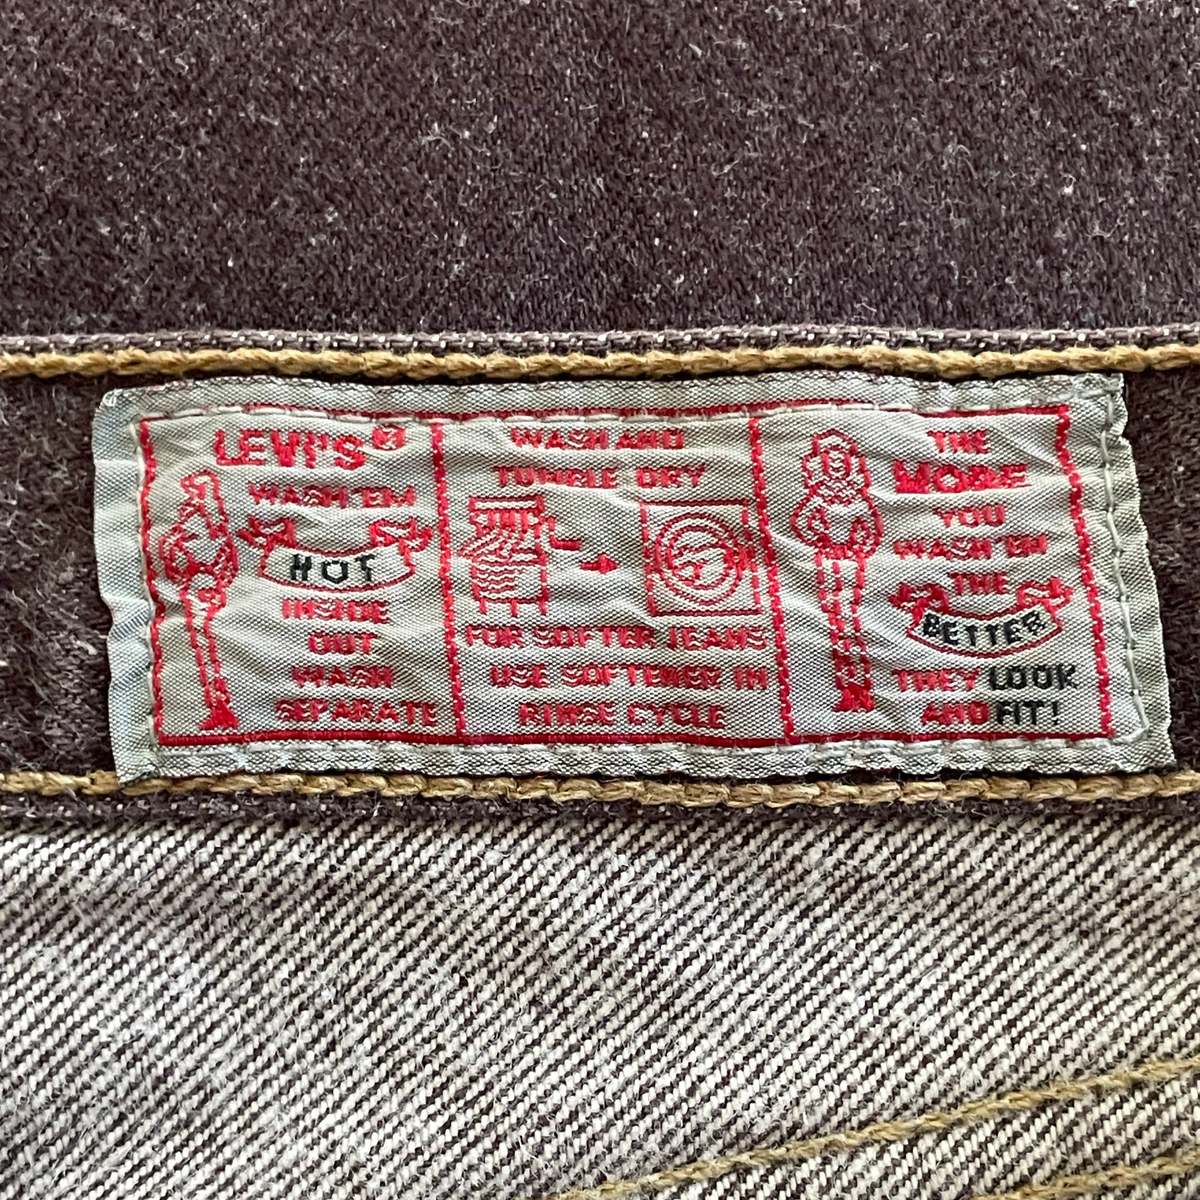 LEVI'S®
WASH 'EM
HOT
INSIDE
OUT
WASH
SEPARATE
WASH AND
TUMBLE DRY
FOR SOFTER JEANS
USE SOFTENER IN
RINSE CYCLE
THE
MORE
YOU
WASH 'EM
THE
BETTER
THEY LOOK
AND FIT!